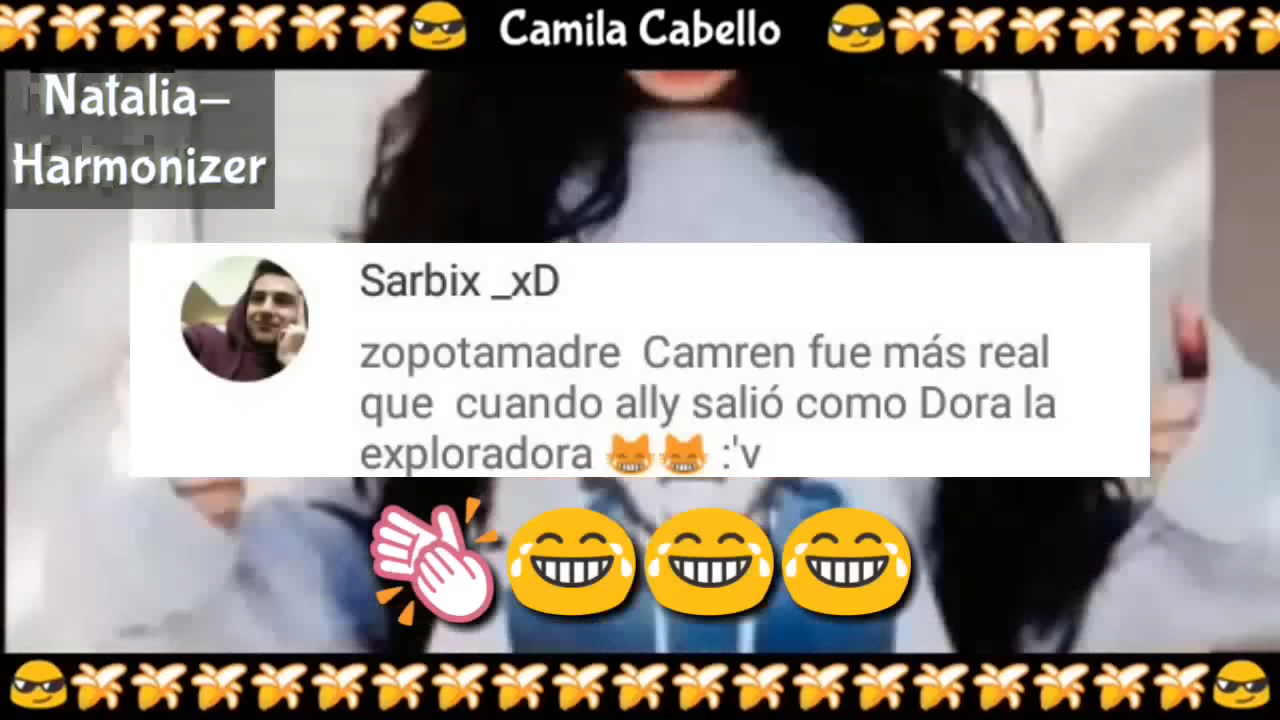 Camila Cabello
Natalia-
Harmonizer
Sarbix _xD
zopotamadre Camren fue más real
que cuando ally salió como Dora la
exploradora 😹😹 :'v